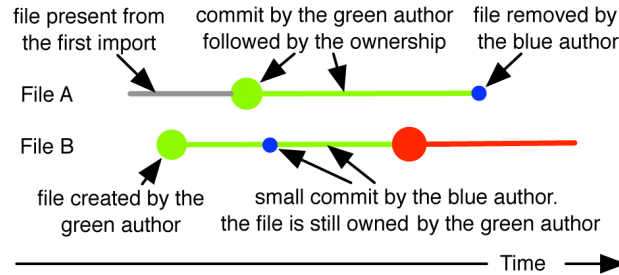 file present from
the first import
commit by the green author
followed by the ownership
file removed by
the blue author
File A
File B
file created by the
green author
small commit by the blue author.
the file is still owned by the green author
Time